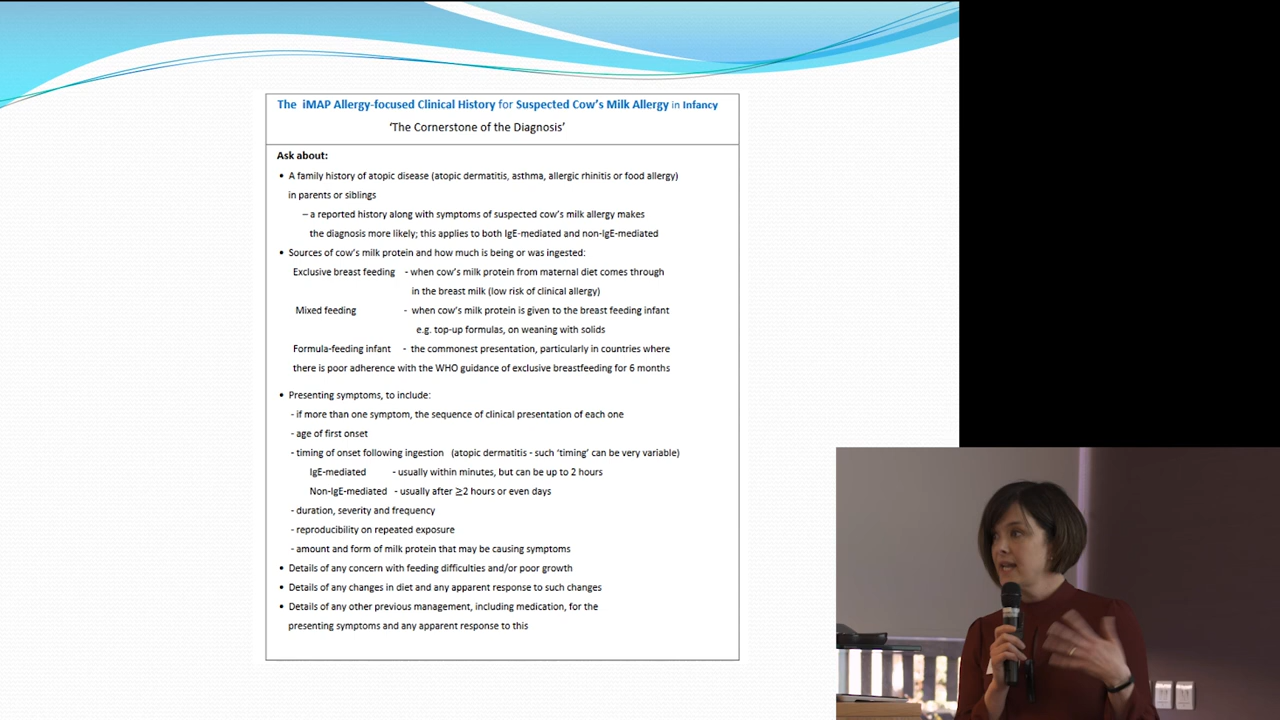 The iMAP Allergy-focused Clinical History for Suspected Cow's Milk Allergy in Infancy
'The Cornerstone of the Diagnosis'
Ask about:
• A family history of atopic disease (atopic dermatitis, asthma, allergic rhinitis or food allergy)
in parents or siblings
– a reported history along with symptoms of suspected cow's milk allergy makes
the diagnosis more likely; this applies to both IgE-mediated and non-IgE-mediated
• Sources of cow's milk protein and how much is being or was ingested:
Exclusive breast feeding - when cow's milk protein from maternal diet comes through
in the breast milk (low risk of clinical allergy)
Mixed feeding - when cow's milk protein is given to the breast feeding infant
e.g. top-up formulas, on weaning with solids
Formula-feeding infant - the commonest presentation, particularly in countries where
there is poor adherence with the WHO guidance of exclusive breastfeeding for 6 months
• Presenting symptoms, to include:
- if more than one symptom, the sequence of clinical presentation of each one
- age of first onset
- timing of onset following ingestion (atopic dermatitis - such 'timing' can be very variable)
IgE-mediated - usually within minutes, but can be up to 2 hours
Non-IgE-mediated - usually after ≥2 hours or even days
- duration, severity and frequency
- reproducibility on repeated exposure
- amount and form of milk protein that may be causing symptoms
• Details of any concern with feeding difficulties and/or poor growth
• Details of any changes in diet and any apparent response to such changes
• Details of any other previous management, including medication, for the
presenting symptoms and any apparent response to this